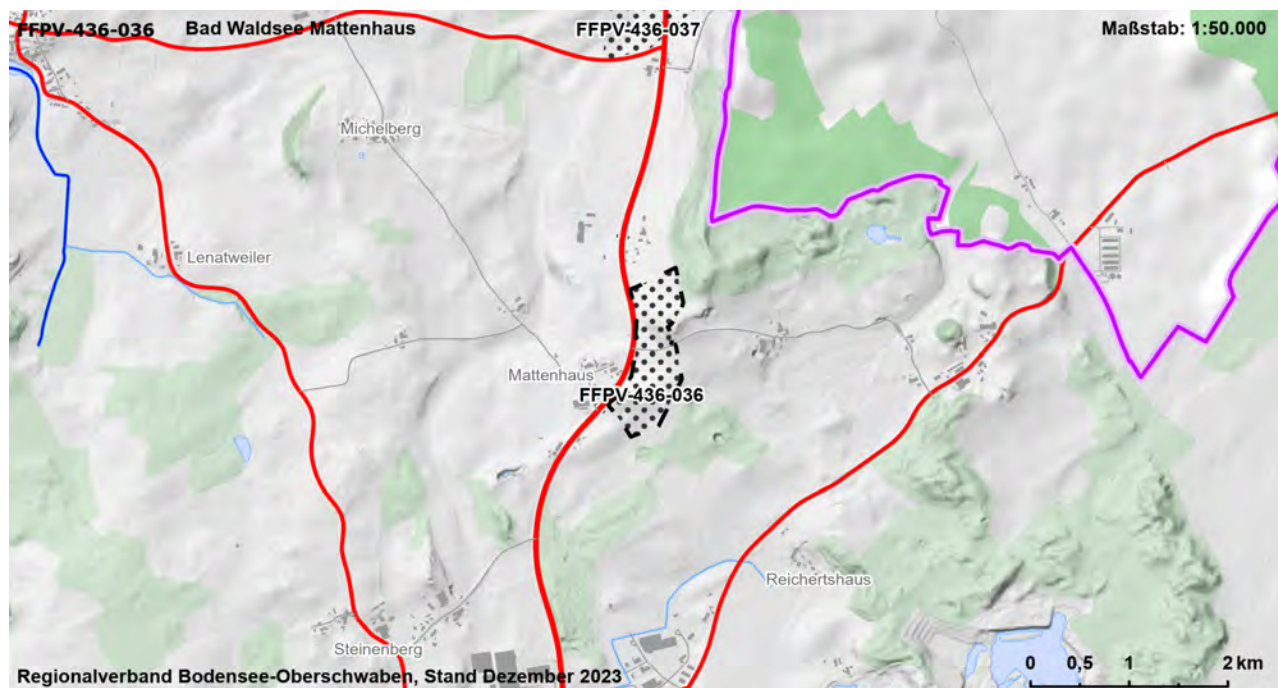 FFPV-436-036 Bad Waldsee Mattenhaus FFPV-436-037 Maßstab: 1:50.000
Michelberg
Lenatweiler
Mattenhaus
FFPV-436-036
Reichertshaus
Steinenberg
0 0,5 1 2 km
Regionalverband Bodensee-Oberschwaben, Stand Dezember 2023